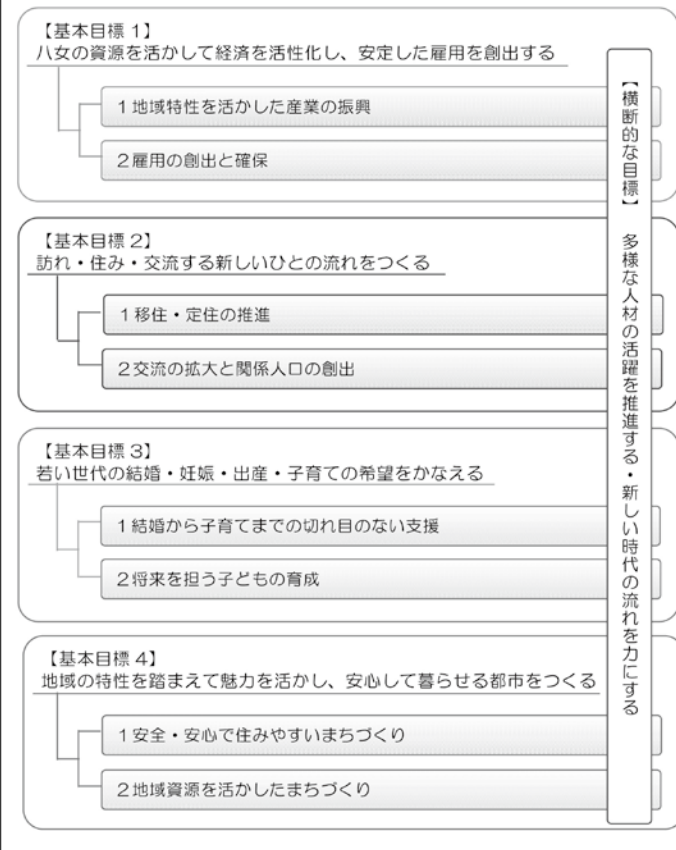 【基本目標 1】
八女の資源を活かして経済を活性化し、安定した雇用を創出する
1 地域特性を活かした産業の振興
2 雇用の創出と確保
【基本目標 2】
訪れ・住み・交流する新しいひとの流れをつくる
1 移住・定住の推進
2 交流の拡大と関係人口の創出
【基本目標 3】
若い世代の結婚・妊娠・出産・子育ての希望をかなえる
1 結婚から子育てまでの切れ目のない支援
2 将来を担う子どもの育成
【基本目標 4】
地域の特性を踏まえて魅力を活かし、安心して暮らせる都市をつくる
1 安全・安心で住みやすいまちづくり
2 地域資源を活かしたまちづくり
【横断的な目標】 多様な人材の活躍を推進する・新しい時代の流れを力にする